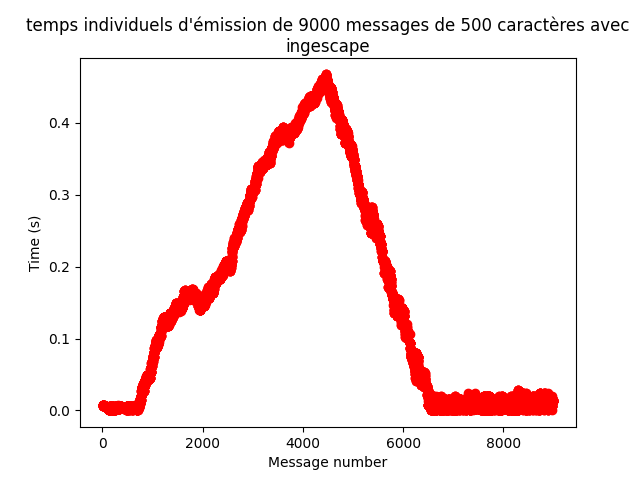 temps individuels d'émission de 9000 messages de 500 caractères avec
ingescape
0.4
0.3
0.2
0.1
0.0
Time (s)
0 2000 4000 6000 8000
Message number